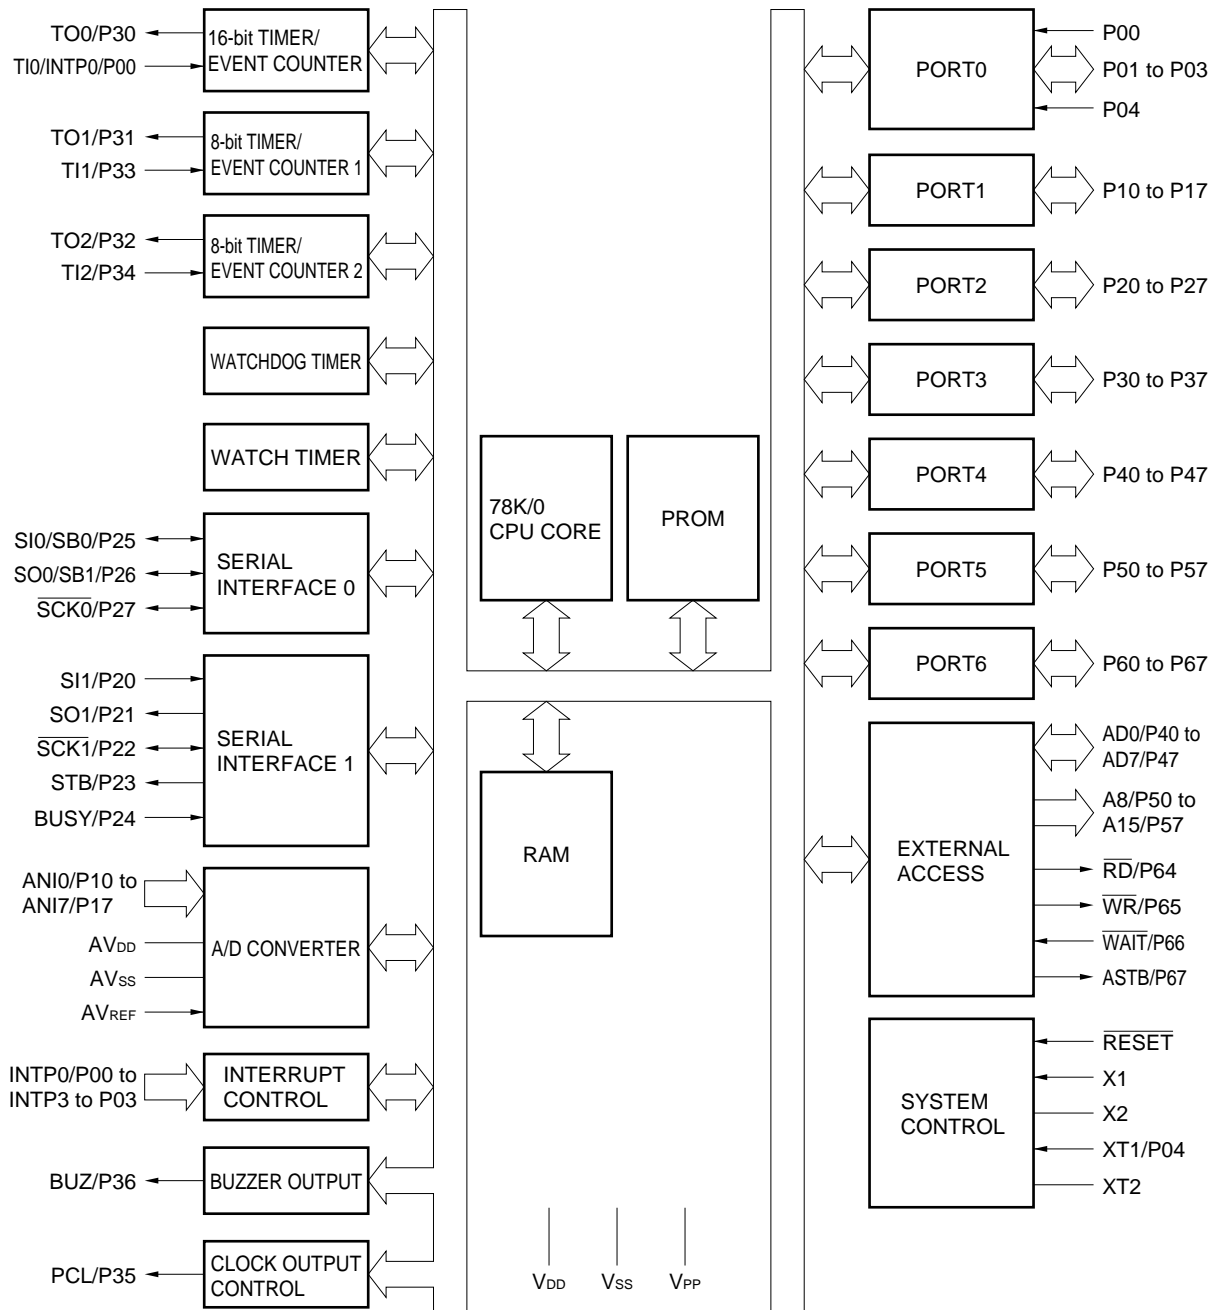 TO0/P30
TI0/INTP0/P00
16-bit TIMER/
EVENT COUNTER
TO1/P31
TI1/P33
8-bit TIMER/
EVENT COUNTER 1
TO2/P32
TI2/P34
8-bit TIMER/
EVENT COUNTER 2
WATCHDOG TIMER
WATCH TIMER
SI0/SB0/P25
SO0/SB1/P26
SCK0/P27
SERIAL
INTERFACE 0
SI1/P20
SO1/P21
SCK1/P22
STB/P23
BUSY/P24
SERIAL
INTERFACE 1
ANI0/P10 to
ANI7/P17
AVDD
AVSS
AVREF
A/D CONVERTER
INTP0/P00 to
INTP3 to P03
INTERRUPT
CONTROL
BUZ/P36
BUZZER OUTPUT
PCL/P35
CLOCK OUTPUT
CONTROL
78K/0
CPU CORE
PROM
RAM
VDD
VSS
VPP
PORT0
P00
P01 to P03
P04
PORT1
P10 to P17
PORT2
P20 to P27
PORT3
P30 to P37
PORT4
P40 to P47
PORT5
P50 to P57
PORT6
P60 to P67
EXTERNAL
ACCESS
AD0/P40 to
AD7/P47
A8/P50 to
A15/P57
RD/P64
WR/P65
WAIT/P66
ASTB/P67
SYSTEM
CONTROL
RESET
X1
X2
XT1/P04
XT2